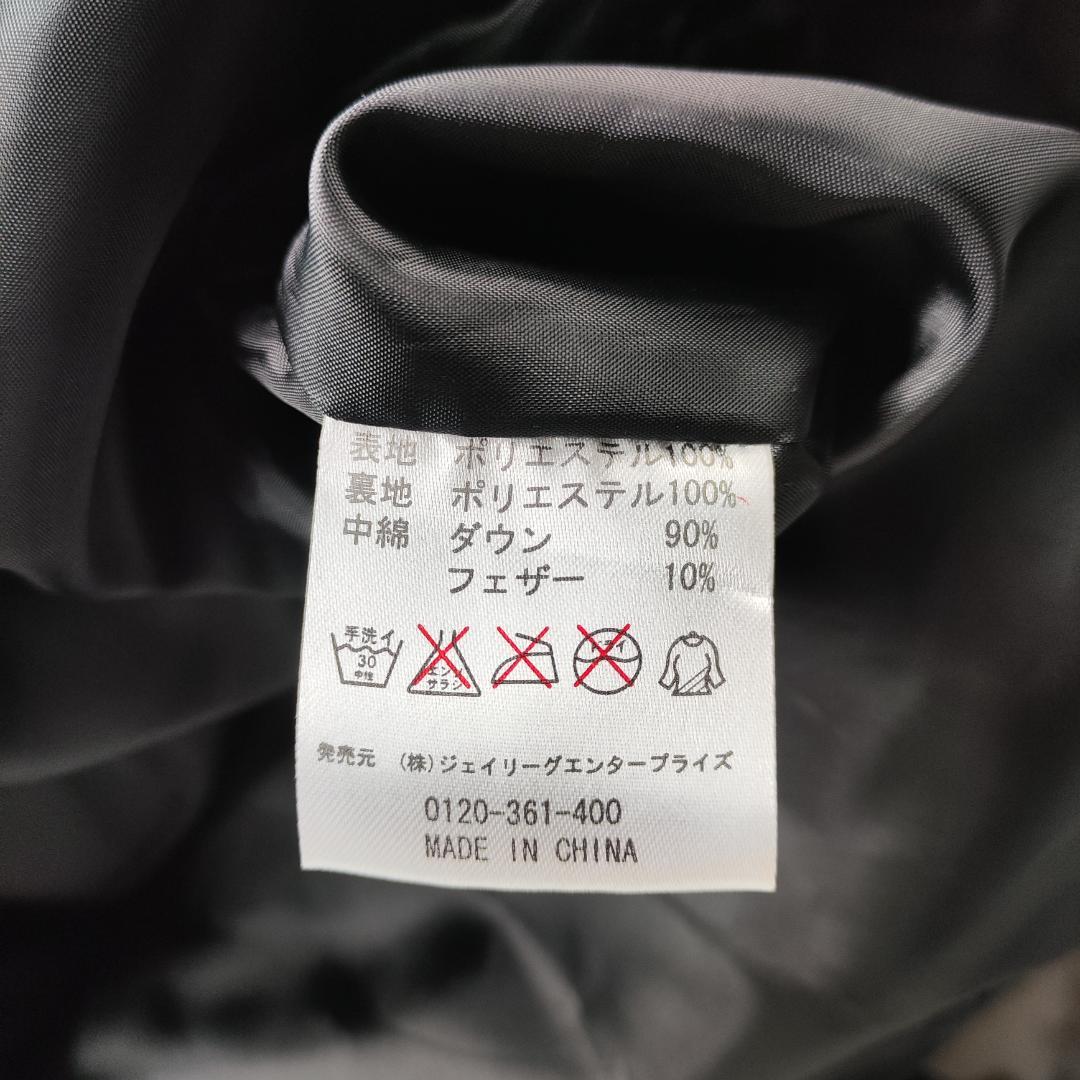 表地 ポリエステル100%
裏地 ポリエステル100%
中綿 ダウン 90%
フェザー 10%
手洗イ
30
中性
エンソ
サラシ
ドライ
発売元 (株)ジェイリーグエンタープライズ
0120-361-400
MADE IN CHINA